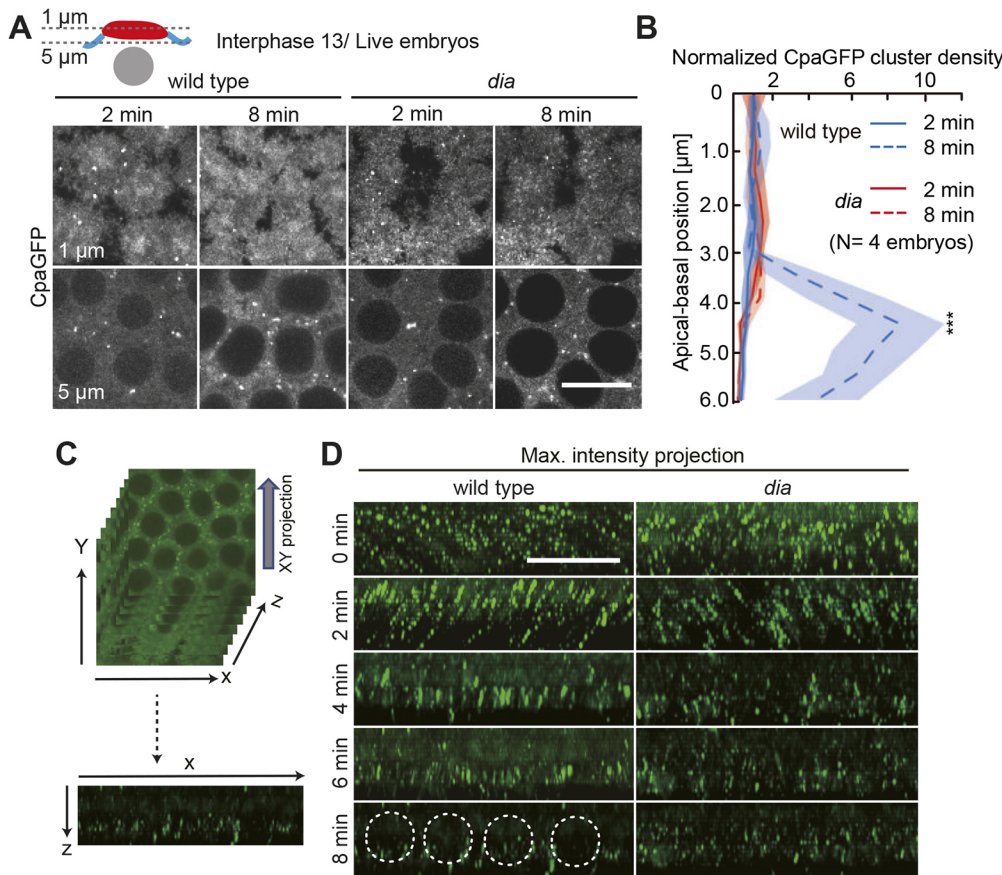 A
1 µm
5 µm
Interphase 13/ Live embryos
wild type
dia
2 min
8 min
2 min
8 min
CpaGFP
1 µm
5 µm
B
Normalized CpaGFP cluster density
1
6
10
Apical-basal position [µm]
0
1.0
2.0
3.0
4.0
5.0
6.0
wild type
2 min
8 min
dia
2 min
8 min
(N= 4 embryos)
***
C
Y
XY projection
z
x
x
z
D
Max. intensity projection
wild type
dia
0 min
2 min
4 min
6 min
8 min